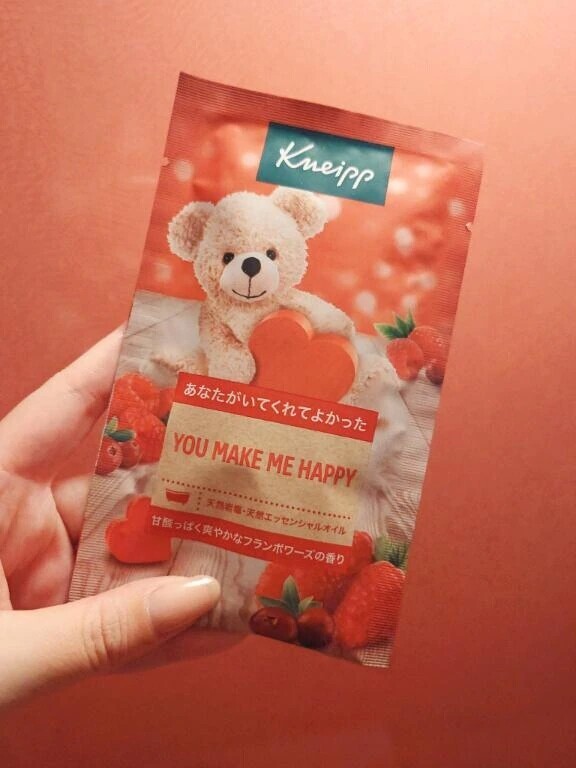 Kneipp
あなたがいてくれてよかった
YOU MAKE ME HAPPY
天然岩塩・天然エッセンシャルオイル
甘酸っぱく爽やかなフランボワーズの香り